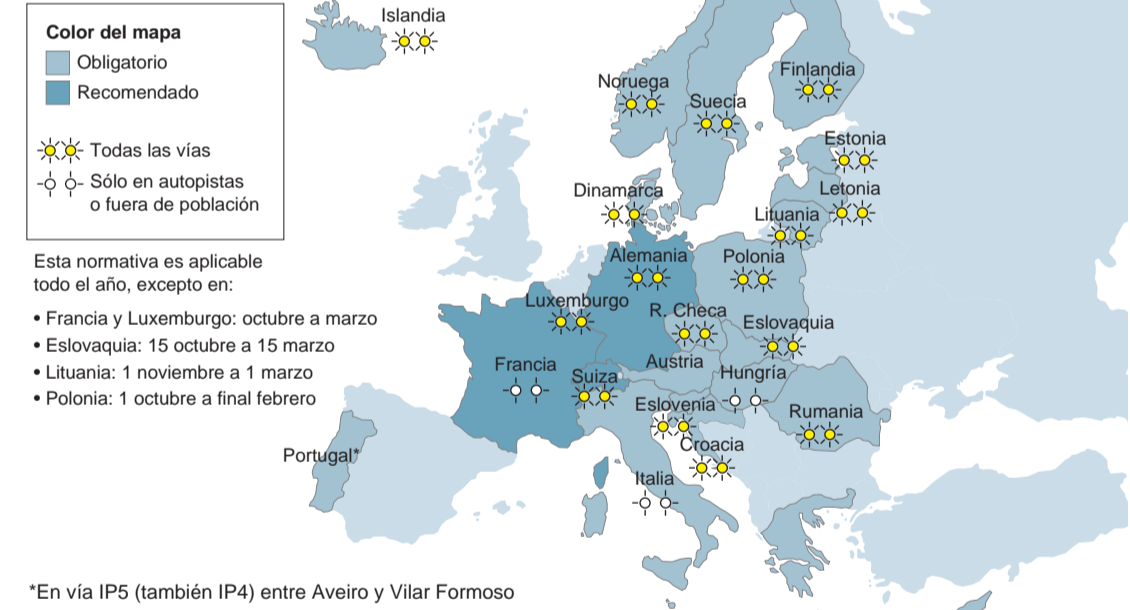 Color del mapa
Obligatorio
Recomendado
Todas las vías
Sólo en autopistas
o fuera de población
Esta normativa es aplicable
todo el año, excepto en:
• Francia y Luxemburgo: octubre a marzo
• Eslovaquia: 15 octubre a 15 marzo
• Lituania: 1 noviembre a 1 marzo
• Polonia: 1 octubre a final febrero
Islandia
Noruega
Suecia
Finlandia
Estonia
Letonia
Dinamarca
Lituania
Alemania
Polonia
Luxemburgo
R. Checa
Eslovaquia
Francia
Suiza
Austria
Hungría
Eslovenia
Rumania
Croacia
Portugal*
Italia
*En vía IP5 (también IP4) entre Aveiro y Vilar Formoso